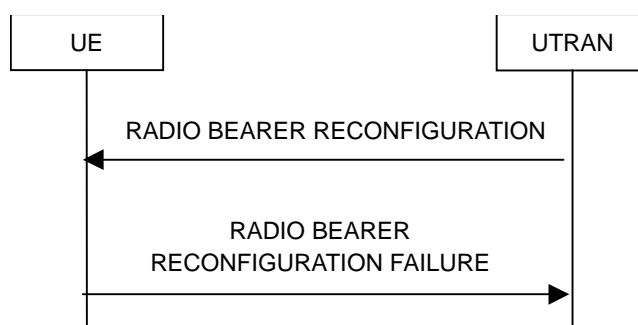 UE
UTRAN
RADIO BEARER RECONFIGURATION
RADIO BEARER
RECONFIGURATION FAILURE